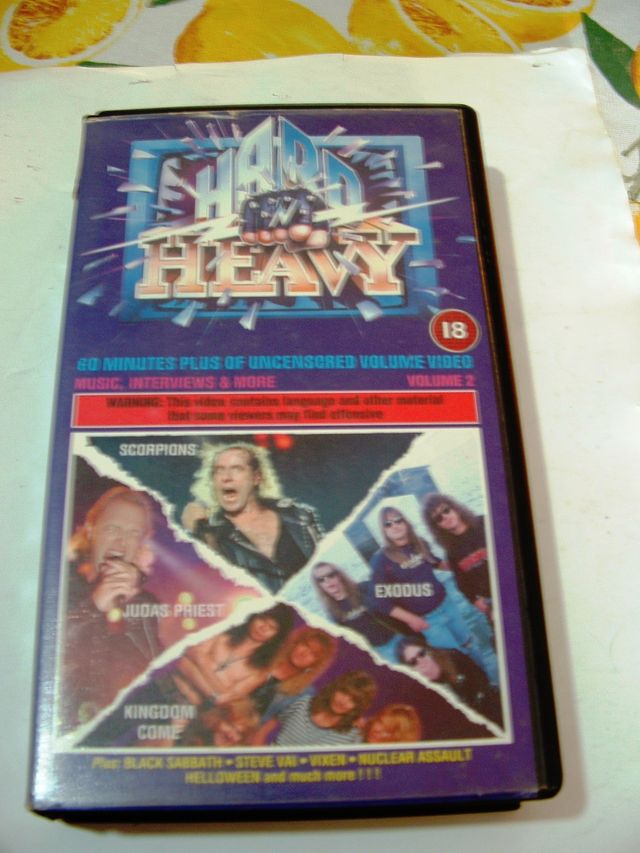 HARD
'N'
HEAVY
18
60 MINUTES PLUS OF UNCENSORED VOLUME VIDEO
MUSIC, INTERVIEWS & MORE VOLUME 2
WARNING: This video contains language and other material
that some viewers may find offensive
SCORPIONS
EXODUS
JUDAS PRIEST
KINGDOM
COME
Plus: BLACK SABBATH • STEVE VAI • VIXEN • NUCLEAR ASSAULT
HELLOWEEN and much more ! ! !